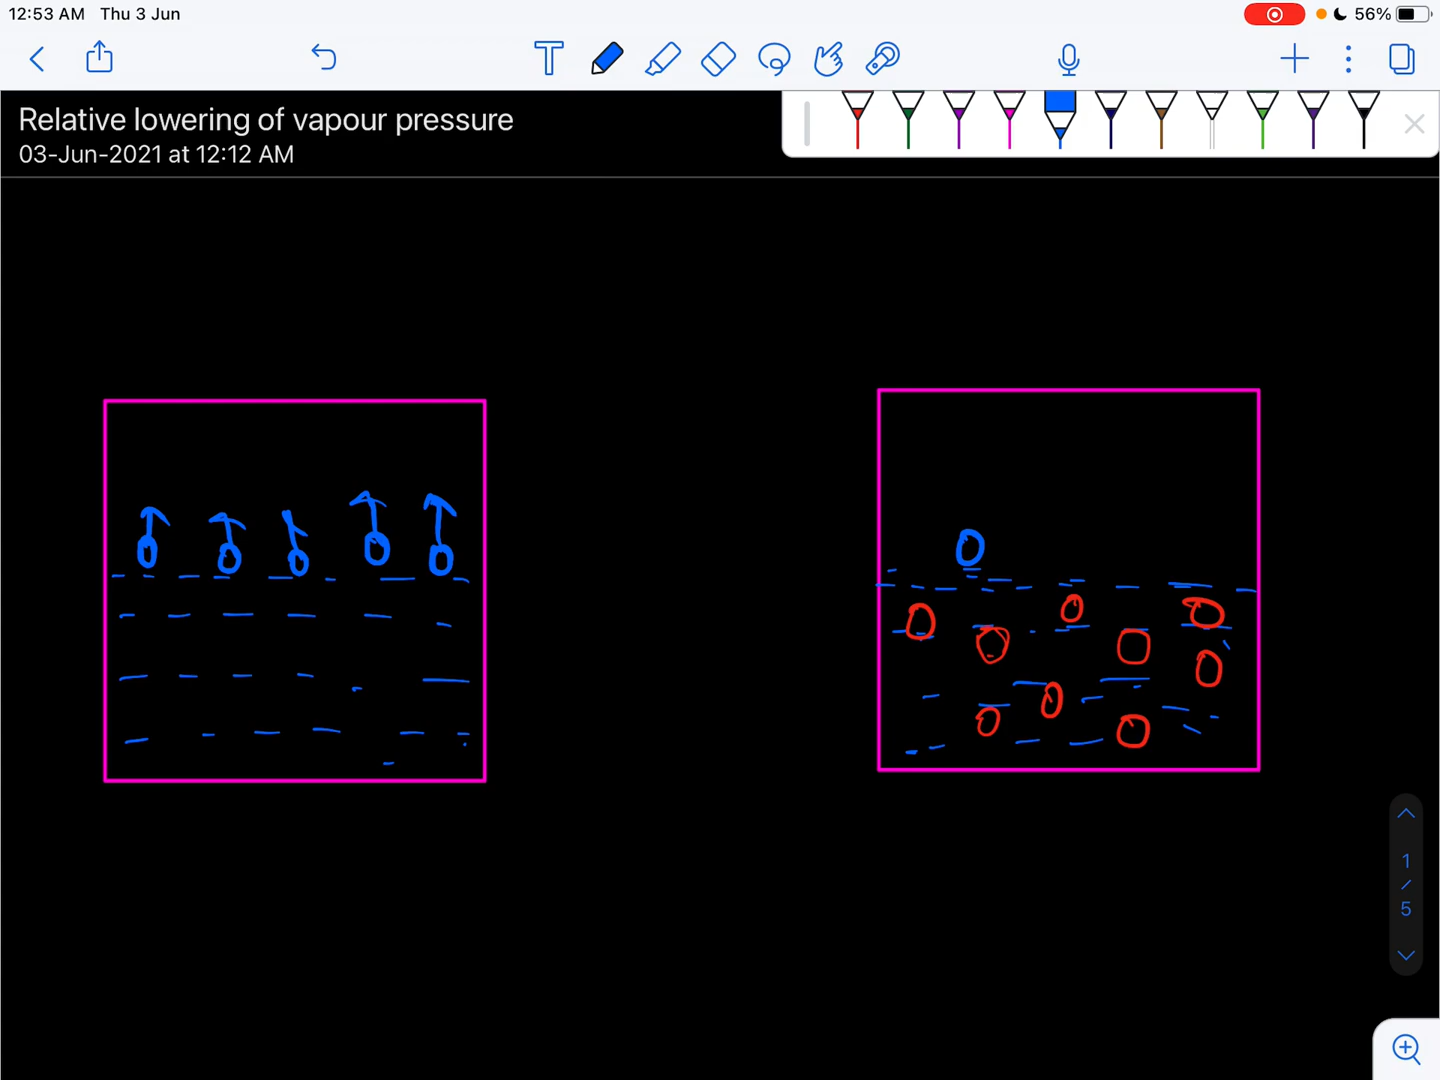 12:53 AM Thu 3 Jun
56%
T
Relative lowering of vapour pressure
03-Jun-2021 at 12:12 AM
1
/
5